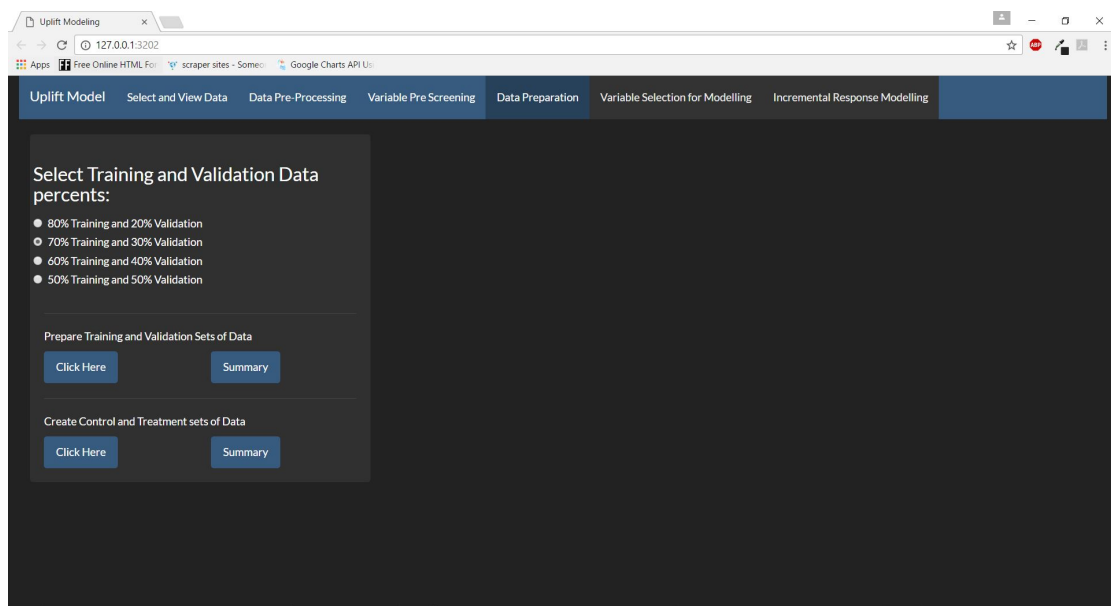 Uplift Modeling
127.0.0.1:3202
Apps Free Online HTML For scraper sites - Someo Google Charts API Us
Uplift Model Select and View Data Data Pre-Processing Variable Pre Screening Data Preparation Variable Selection for Modelling Incremental Response Modelling
Select Training and Validation Data
percents:
80% Training and 20% Validation
70% Training and 30% Validation
60% Training and 40% Validation
50% Training and 50% Validation
Prepare Training and Validation Sets of Data
Click Here Summary
Create Control and Treatment sets of Data
Click Here Summary
ABP